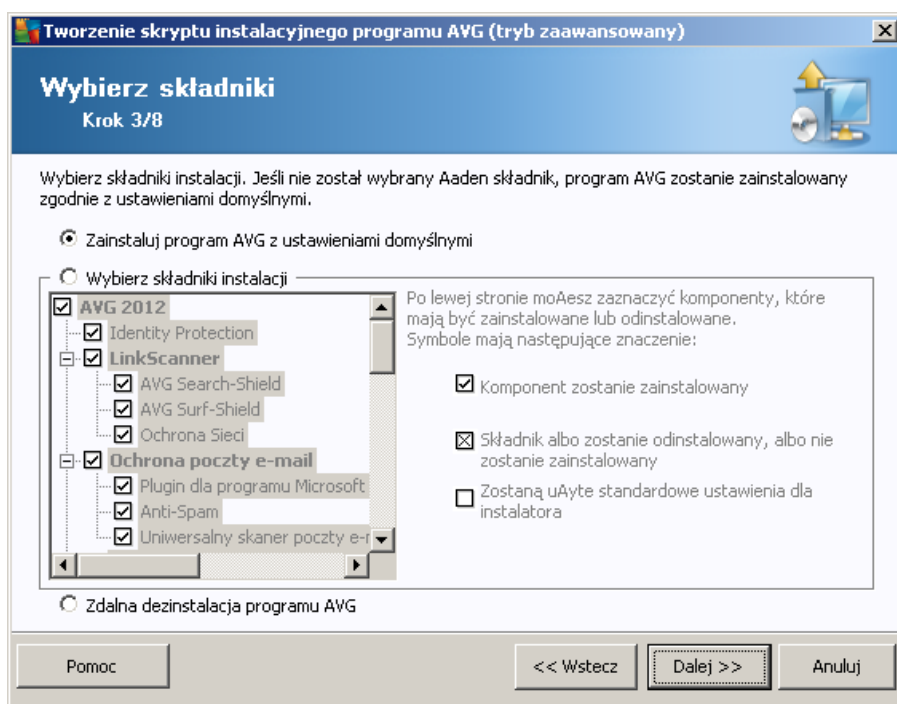 Tworzenie skryptu instalacyjnego programu AVG (tryb zaawansowany)
Wybierz składniki
Krok 3/8
Wybierz składniki instalacji. Jeśli nie został wybrany Aaden składnik, program AVG zostanie zainstalowany
zgodnie z ustawieniami domyślnymi.
Zainstaluj program AVG z ustawieniami domyślnymi
Wybierz składniki instalacji
AVG 2012
Identity Protection
LinkScanner
AVG Search-Shield
AVG Surf-Shield
Ochrona Sieci
Ochrona poczty e-mail
Plugin dla programu Microsoft
Anti-Spam
Uniwersalny skaner poczty e-r
Po lewej stronie moAesz zaznaczyć komponenty, które
mają być zainstalowane lub odinstalowane.
Symbole mają następujące znaczenie:
Komponent zostanie zainstalowany
Składnik albo zostanie odinstalowany, albo nie
zostanie zainstalowany
Zostaną uAyte standardowe ustawienia dla
instalatora
Zdalna dezinstalacja programu AVG
Pomoc
<< Wstecz
Dalej >>
Anuluj